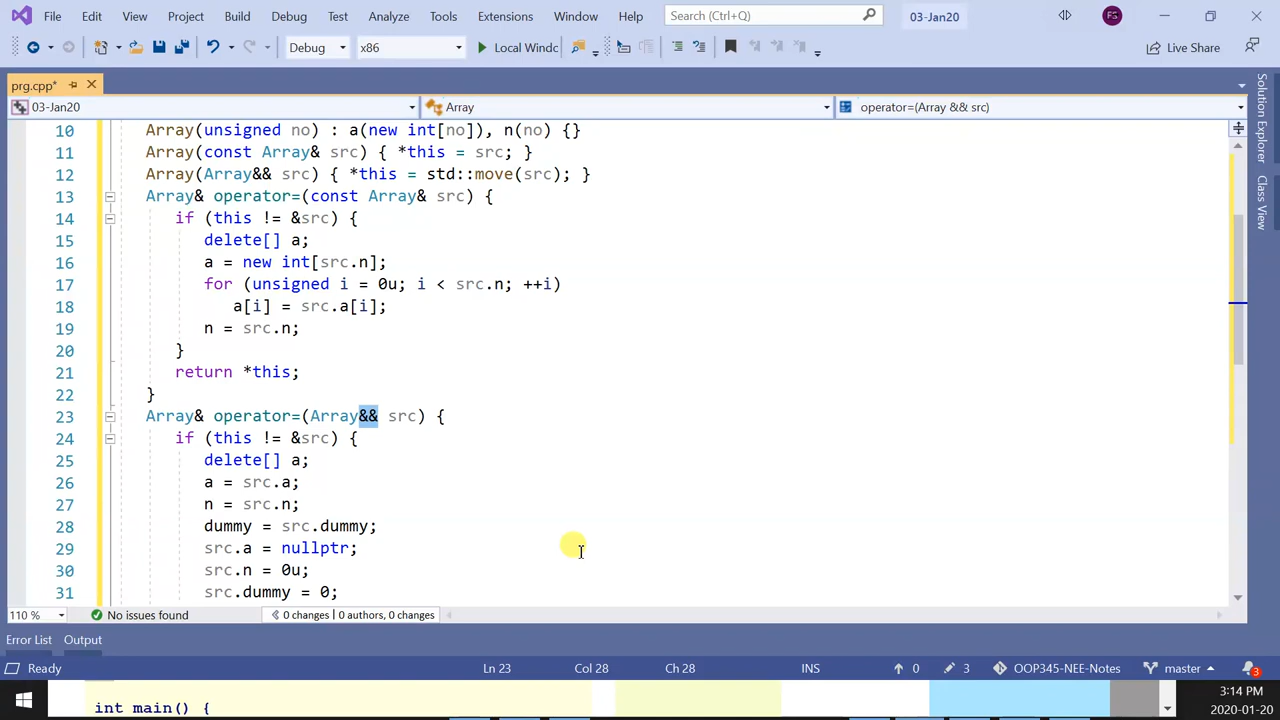 File Edit View Project Build Debug Test Analyze Tools Extensions Window Help Search (Ctrl+Q) 03-Jan20 FS
Debug x86 Local Windc Live Share
prg.cpp*
03-Jan20 Array operator=(Array && src)
10 Array(unsigned no) : a(new int[no]), n(no) {}
11 Array(const Array& src) { *this = src; }
12 Array(Array&& src) { *this = std::move(src); }
13 Array& operator=(const Array& src) {
14 if (this != &src) {
15 delete[] a;
16 a = new int[src.n];
17 for (unsigned i = 0u; i < src.n; ++i)
18 a[i] = src.a[i];
19 n = src.n;
20 }
21 return *this;
22 }
23 Array& operator=(Array&& src) {
24 if (this != &src) {
25 delete[] a;
26 a = src.a;
27 n = src.n;
28 dummy = src.dummy;
29 src.a = nullptr;
30 src.n = 0u;
31 src.dummy = 0;
Solution Explorer
Class View
110 % No issues found 0 changes | 0 authors, 0 changes
Error List Output
Ready Ln 23 Col 28 Ch 28 INS 0 3 OOP345-NEE-Notes master 3
int main() {
3:14 PM
2020-01-20